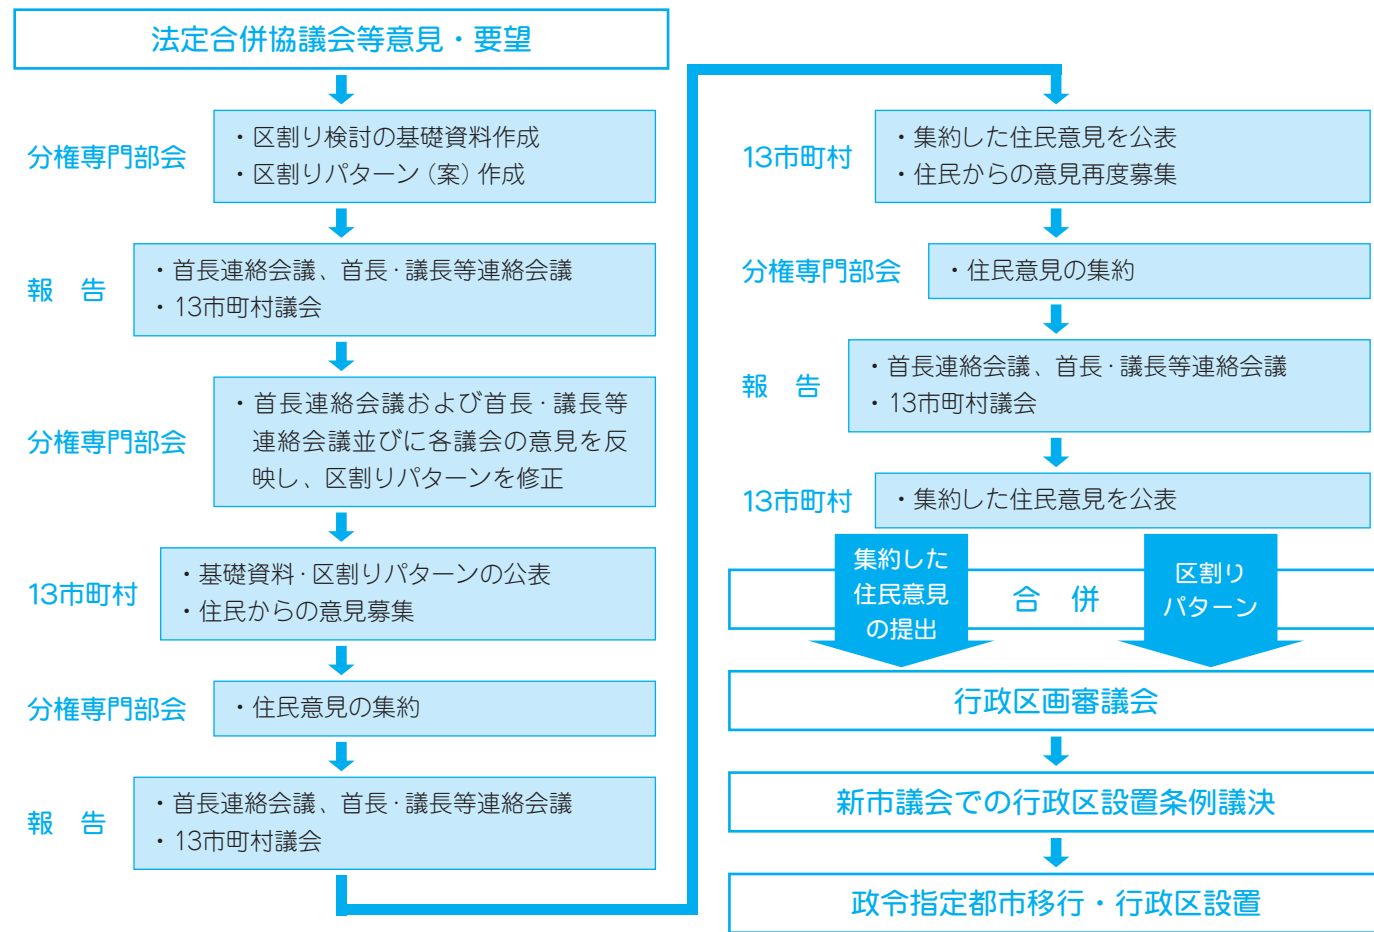 法定合併協議会等意見・要望
分権専門部会
・区割り検討の基礎資料作成
・区割りパターン(案)作成
報 告
・首長連絡会議、首長・議長等連絡会議
・13市町村議会
分権専門部会
・首長連絡会議および首長・議長等
連絡会議並びに各議会の意見を反
映し、区割りパターンを修正
13市町村
・基礎資料・区割りパターンの公表
・住民からの意見募集
分権専門部会
・住民意見の集約
報 告
・首長連絡会議、首長・議長等連絡会議
・13市町村議会
13市町村
・集約した住民意見を公表
・住民からの意見再度募集
分権専門部会
・住民意見の集約
報 告
・首長連絡会議、首長・議長等連絡会議
・13市町村議会
13市町村
・集約した住民意見を公表
集約した
住民意見
の提出
合 併
区割り
パターン
行政区画審議会
新市議会での行政区設置条例議決
政令指定都市移行・行政区設置